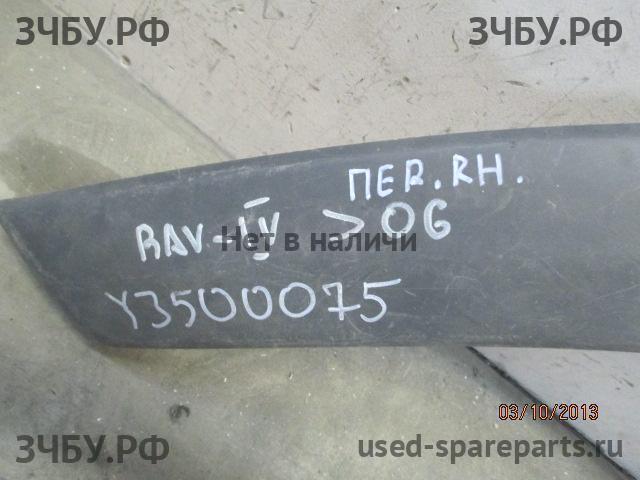 ЗЧБУ.РФ ЗЧБУ.РФ
ПЕР. RH.
RAV-IV >06
Нет в наличи
Y3500075
03/10/2013
ЗЧБУ.РФ used-spareparts.ru